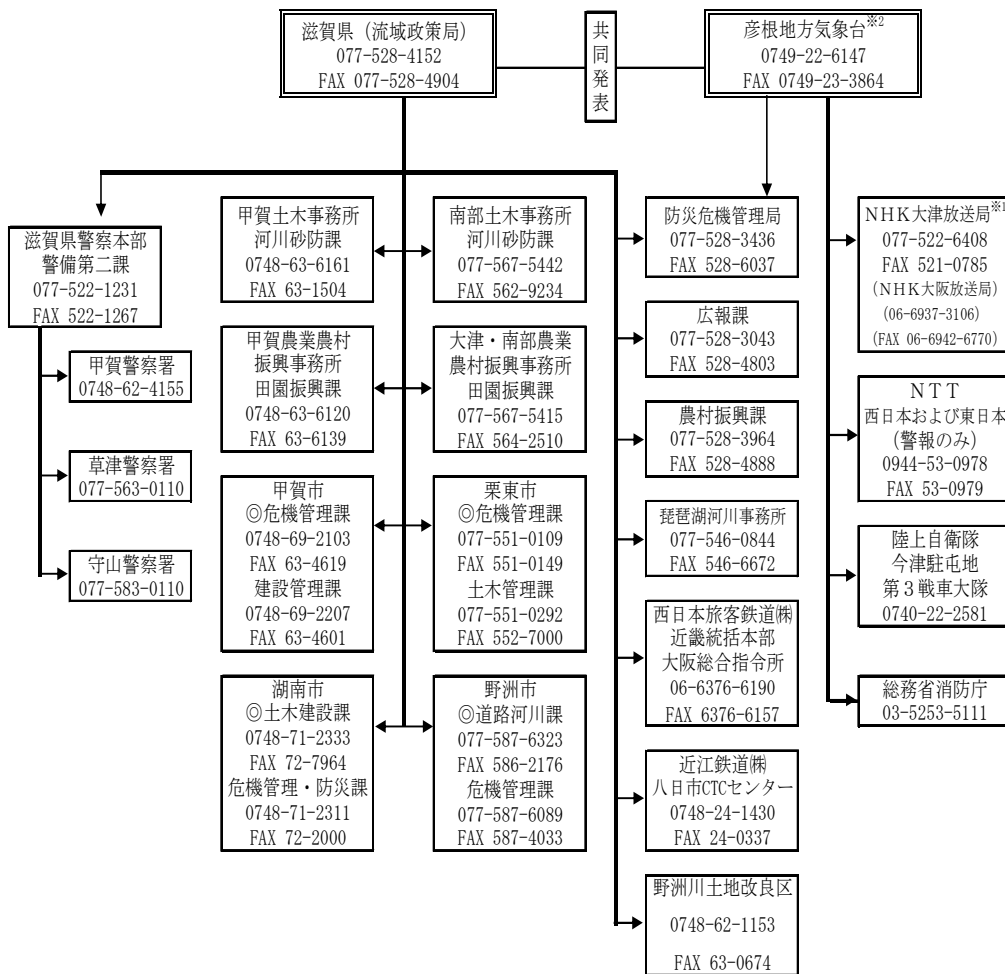 滋賀県（流域政策局）
077-528-4152
FAX 077-528-4904
共
同
発
表
彦根地方気象台※2
0749-22-6147
FAX 0749-23-3864
滋賀県警察本部
警備第二課
077-522-1231
FAX 522-1267
甲賀警察署
0748-62-4155
草津警察署
077-563-0110
守山警察署
077-583-0110
甲賀土木事務所
河川砂防課
0748-63-6161
FAX 63-1504
南部土木事務所
河川砂防課
077-567-5442
FAX 562-9234
甲賀農業農村
振興事務所
田園振興課
0748-63-6120
FAX 63-6139
大津・南部農業
農村振興事務所
田園振興課
077-567-5415
FAX 564-2510
甲賀市
◎危機管理課
0748-69-2103
FAX 63-4619
建設管理課
0748-69-2207
FAX 63-4601
栗東市
◎危機管理課
077-551-0109
FAX 551-0149
土木管理課
077-551-0292
FAX 552-7000
湖南市
◎土木建設課
0748-71-2333
FAX 72-7964
危機管理・防災課
0748-71-2311
FAX 72-2000
野洲市
◎道路河川課
077-587-6323
FAX 586-2176
危機管理課
077-587-6089
FAX 587-4033
防災危機管理局
077-528-3436
FAX 528-6037
広報課
077-528-3043
FAX 528-4803
農村振興課
077-528-3964
FAX 528-4888
琵琶湖河川事務所
077-546-0844
FAX 546-6672
西日本旅客鉄道㈱
近畿統括本部
大阪総合指令所
06-6376-6190
FAX 6376-6157
近江鉄道㈱
八日市CTCセンター
0748-24-1430
FAX 24-0337
野洲川土地改良区
0748-62-1153
FAX 63-0674
NHK大津放送局※1
077-522-6408
FAX 521-0785
(NHK大阪放送局)
(06-6937-3106)
(FAX 06-6942-6770)
ＮＴＴ
西日本および東日本
(警報のみ)
0944-53-0978
FAX 53-0979
陸上自衛隊
今津駐屯地
第３戦車大隊
0740-22-2581
総務省消防庁
03-5253-5111